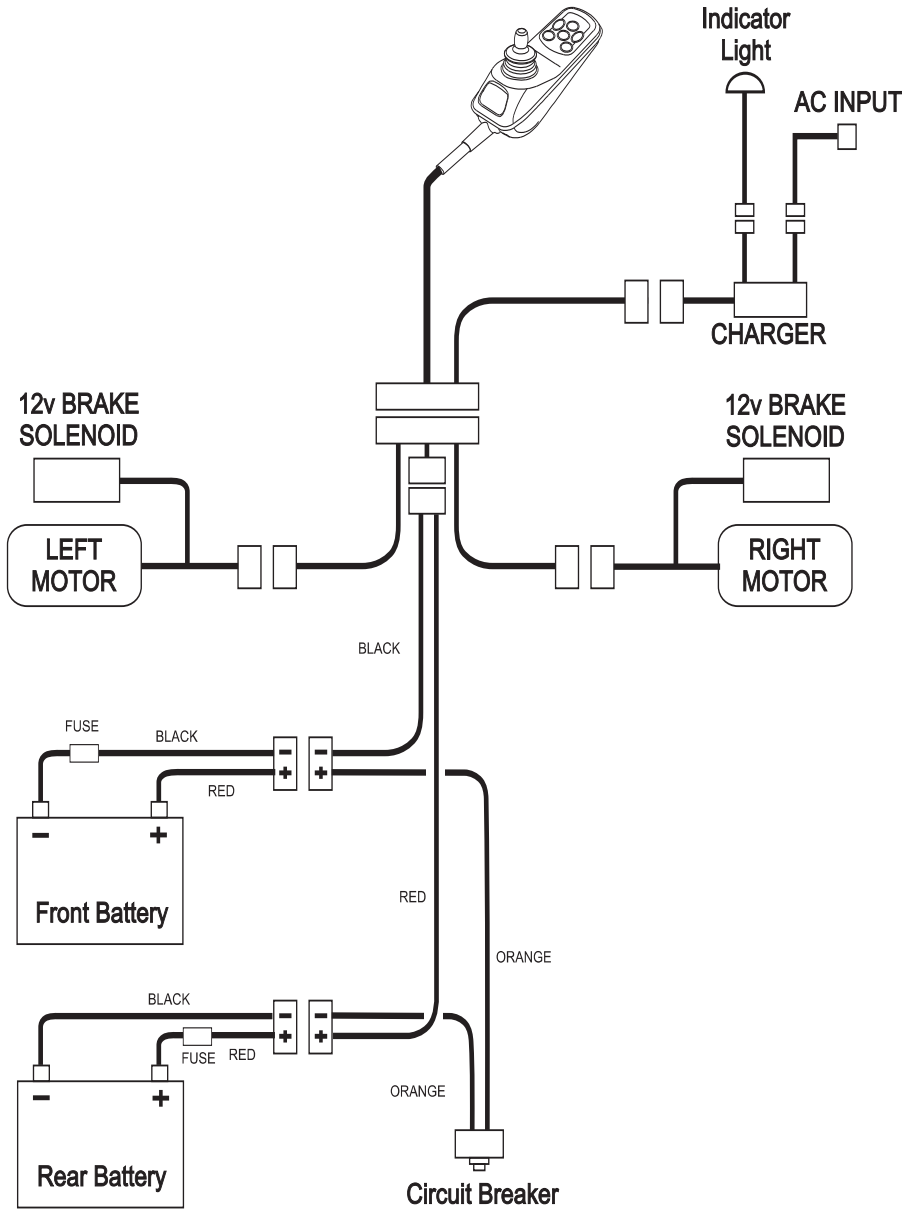 Indicator
Light
AC INPUT
CHARGER
12v BRAKE
SOLENOID
12v BRAKE
SOLENOID
LEFT
MOTOR
RIGHT
MOTOR
BLACK
FUSE
BLACK
- +
- +
RED
- +
Front Battery
RED
ORANGE
BLACK
- +
- +
FUSE
RED
ORANGE
- +
Rear Battery
Circuit Breaker